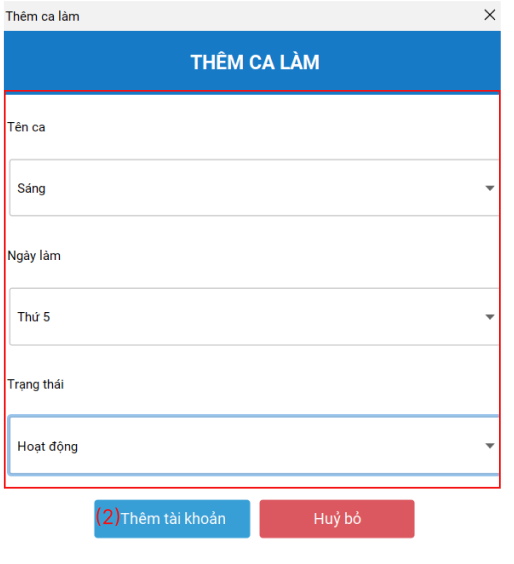 Thêm ca làm
THÊM CA LÀM
Tên ca
Sáng
Ngày làm
Thứ 5
Trạng thái
Hoạt động
(2)Thêm tài khoản
Huỷ bỏ